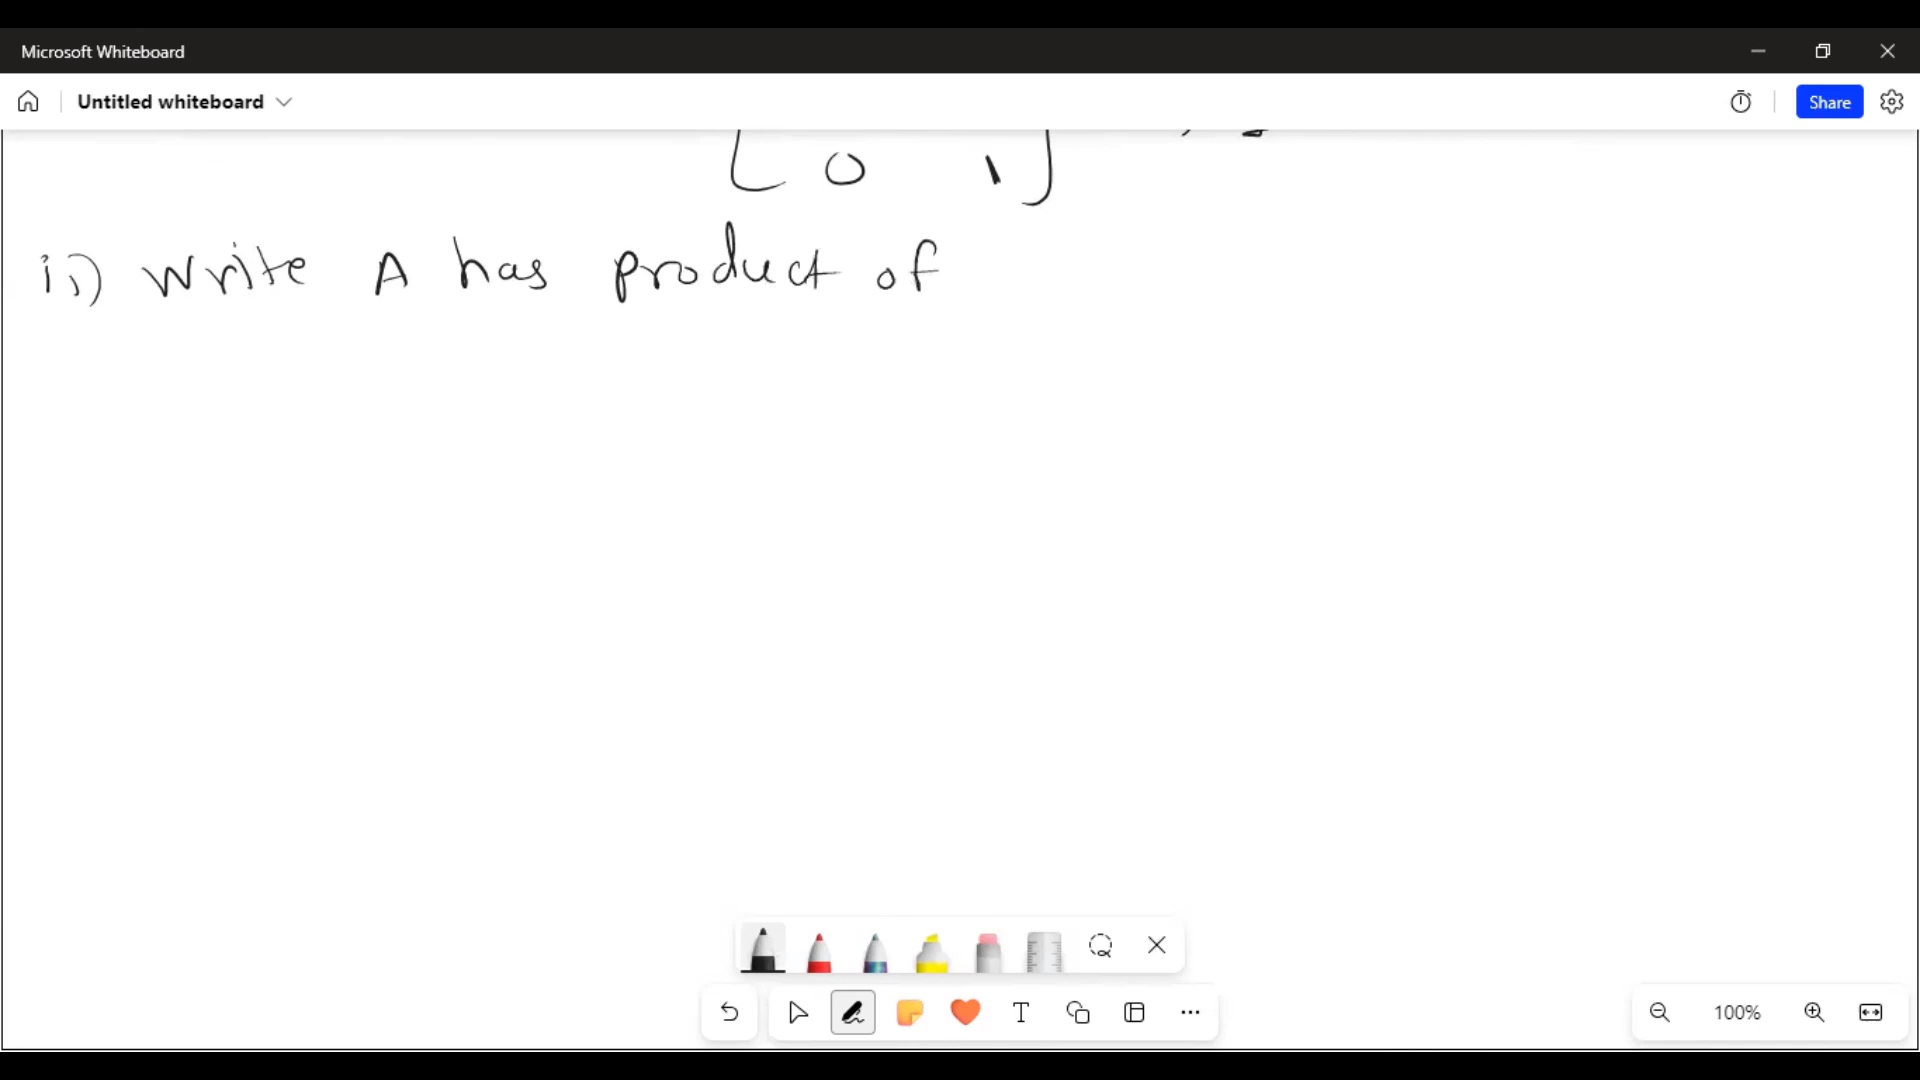 Microsoft Whiteboard
Untitled whiteboard
Share
0 1
ii) Write A has product of
100%